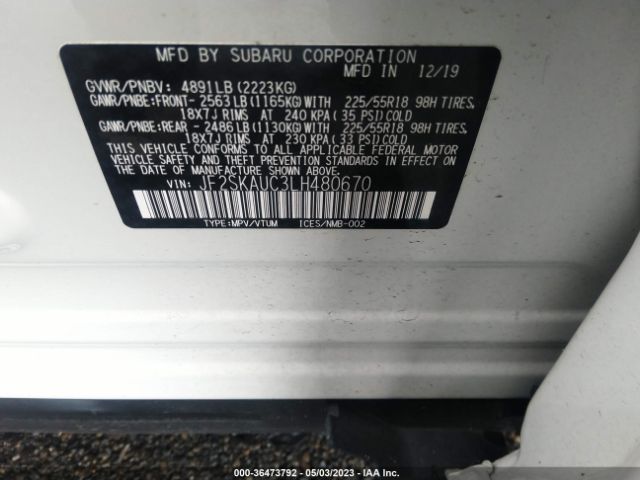 MFD BY SUBARU CORPORATION
MFD IN 12/19
GVWR/PNBV: 4891LB(2223KG)
GAWR/PNBE:FRONT- 2563LB(1165KG)WITH 225/55R18 98H TIRES,
18X7J RIMS AT 240 KPA(35 PSI)COLD
GAWR/PNBE:REAR - 2486LB(1130KG)WITH 225/55R18 98H TIRES,
18X7J RIMS AT 230 KPA(33 PSI)COLD
THIS VEHICLE CONFORMS TO ALL APPLICABLE FEDERAL MOTOR
VEHICLE SAFETY, BUMPER, AND THEFT PREVENTION STANDARDS
IN EFFECT ON THE DATE OF MANUFACTURE SHOWN ABOVE.
VIN: JF2SKAUC3LH480670
TYPE:MPV/VTUM ICES/NMB-002
000-36473792 - 05/03/2023 - IAA Inc.